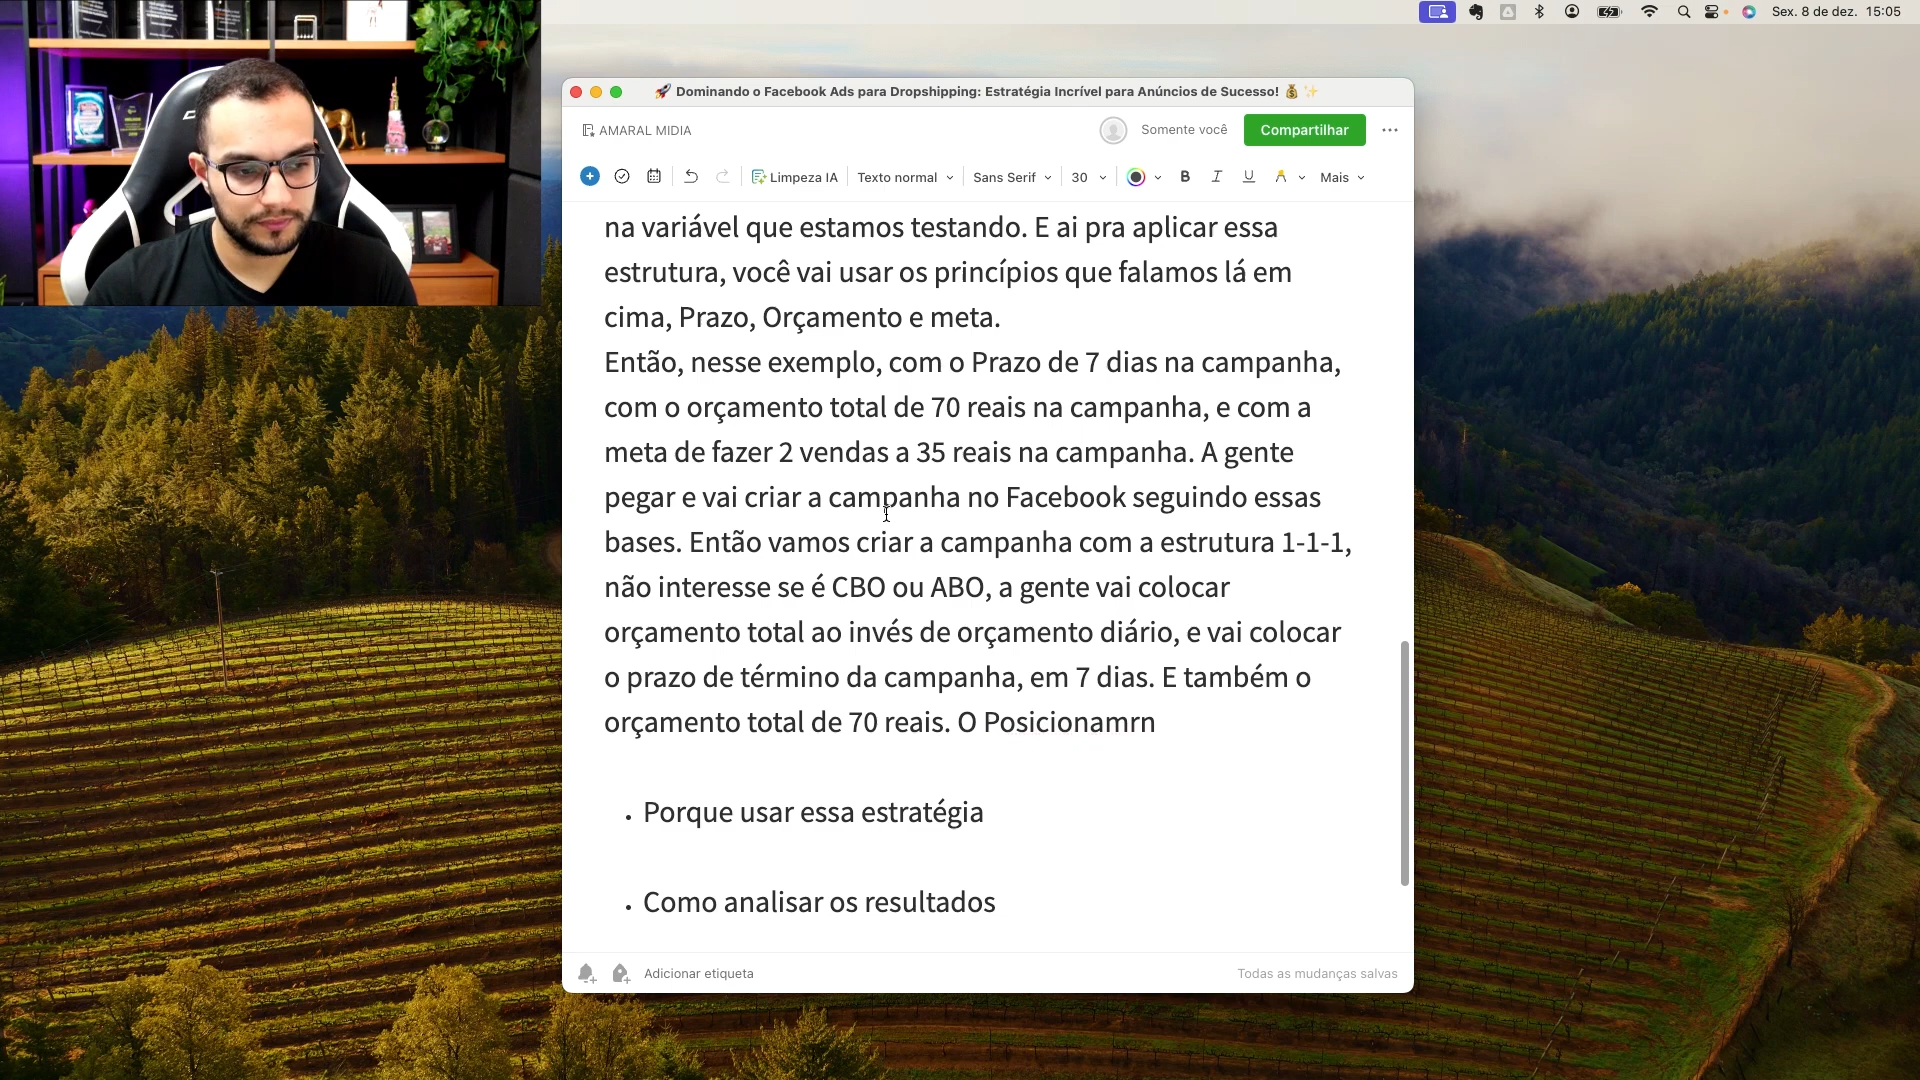 Sex. 8 de dez. 15:05
🚀 Dominando o Facebook Ads para Dropshipping: Estratégia Incrível para Anúncios de Sucesso! 💰 ✨
AMARAL MIDIA
Somente você
Compartilhar
Limpeza IA
Texto normal
Sans Serif
30
B
I
U
A
Mais
na variável que estamos testando. E ai pra aplicar essa
estrutura, você vai usar os princípios que falamos lá em
cima, Prazo, Orçamento e meta.
Então, nesse exemplo, com o Prazo de 7 dias na campanha,
com o orçamento total de 70 reais na campanha, e com a
meta de fazer 2 vendas a 35 reais na campanha. A gente
pegar e vai criar a campanha no Facebook seguindo essas
bases. Então vamos criar a campanha com a estrutura 1-1-1,
não interesse se é CBO ou ABO, a gente vai colocar
orçamento total ao invés de orçamento diário, e vai colocar
o prazo de término da campanha, em 7 dias. E também o
orçamento total de 70 reais. O Posicionamrn
• Porque usar essa estratégia
• Como analisar os resultados
Adicionar etiqueta
Todas as mudanças salvas